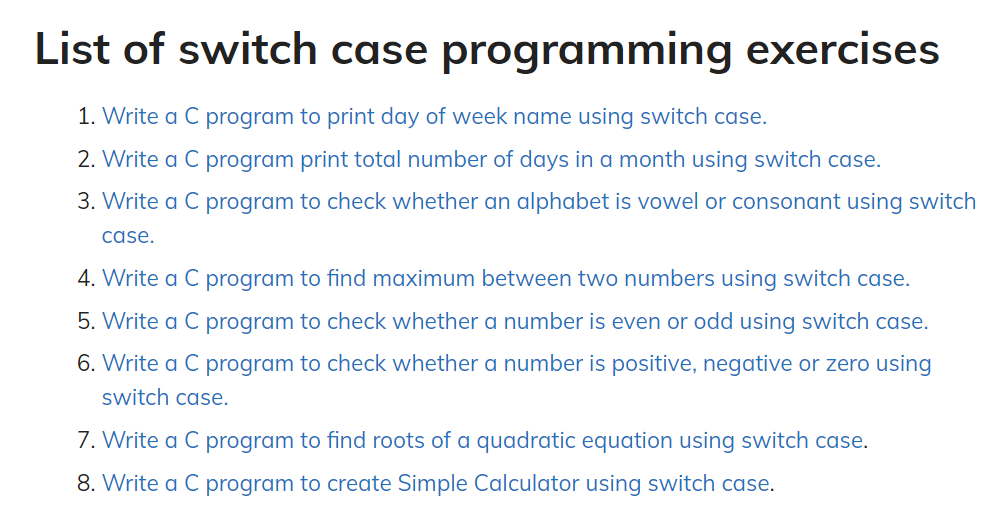 List of switch case programming exercises
1. Write a C program to print day of week name using switch case.
2. Write a C program print total number of days in a month using switch case.
3. Write a C program to check whether an alphabet is vowel or consonant using switch
case.
4. Write a C program to find maximum between two numbers using switch case.
5. Write a C program to check whether a number is even or odd using switch case.
6. Write a C program to check whether a number is positive, negative or zero using
switch case.
7. Write a C program to find roots of a quadratic equation using switch case.
8. Write a C program to create Simple Calculator using switch case.